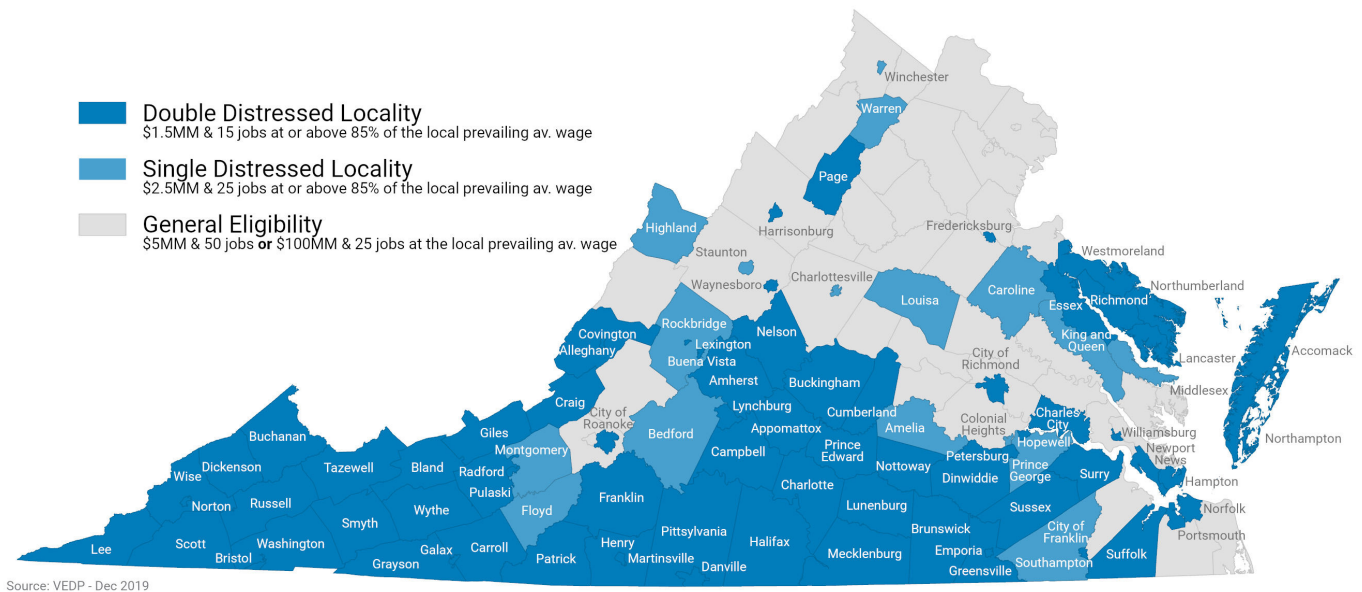 Double Distressed Locality
$1.5MM & 15 jobs at or above 85% of the local prevailing av. wage
Single Distressed Locality
$2.5MM & 25 jobs at or above 85% of the local prevailing av. wage
General Eligibility
$5MM & 50 jobs or $100MM & 25 jobs at the local prevailing av. wage
Winchester
Warren
Page
Harrisonburg
Highland
Staunton
Waynesboro
Charlottesville
Fredericksburg
Westmoreland
Northumberland
Richmond
Essex
Caroline
Louisa
King and
Queen
Lancaster
Accomack
Middlesex
Northampton
Covington
Alleghany
Rockbridge
Lexington
Buena Vista
Nelson
Amherst
Buckingham
City of
Richmond
Craig
City of
Roanoke
Lynchburg
Cumberland
Amelia
Colonial
Heights
Charles
City
Williamsburg
Newport
News
Hampton
Norfolk
Portsmouth
Giles
Montgomery
Bedford
Appomattox
Campbell
Prince
Edward
Nottoway
Petersburg
Hopewell
Prince
George
Dinwiddie
Surry
Buchanan
Dickenson
Wise
Tazewell
Bland
Radford
Pulaski
Norton
Russell
Wythe
Floyd
Franklin
Charlotte
Lunenburg
Sussex
Smyth
Pittsylvania
Halifax
Brunswick
City of
Franklin
Lee
Scott
Bristol
Washington
Grayson
Galax
Carroll
Patrick
Henry
Martinsville
Danville
Mecklenburg
Emporia
Greensville
Southampton
Suffolk
Source: VEDP - Dec 2019